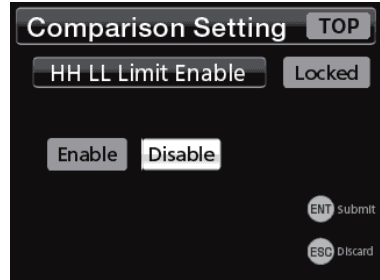 Comparison Setting TOP
HH LL Limit Enable Locked
Enable Disable
ENT Submit
ESC Discard